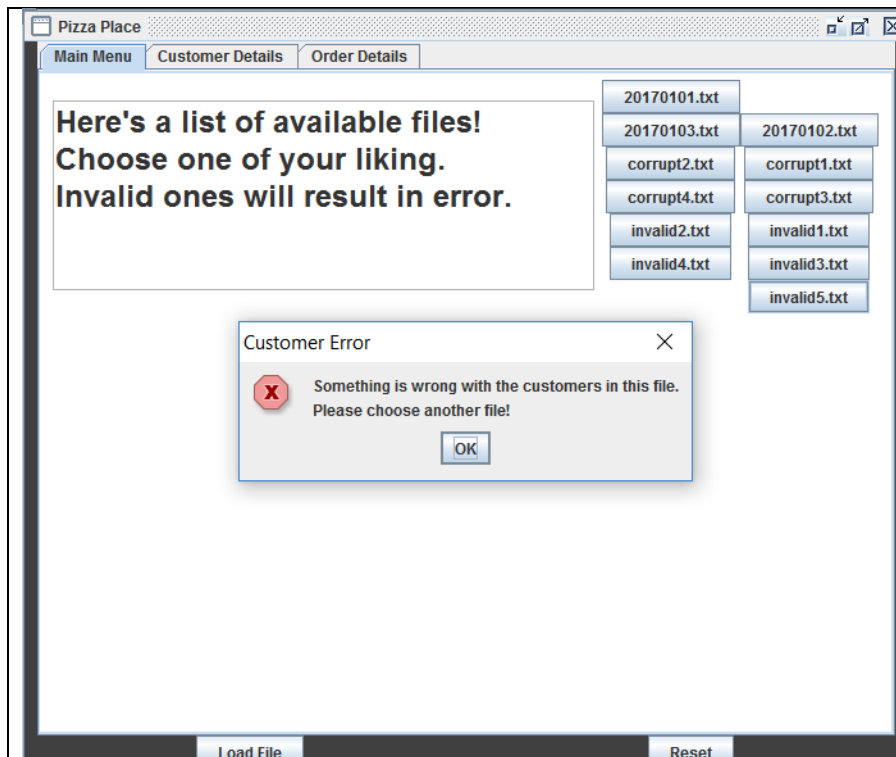 Pizza Place
Main Menu Customer Details Order Details
Here's a list of available files!
Choose one of your liking.
Invalid ones will result in error.
20170101.txt
20170103.txt 20170102.txt
corrupt2.txt corrupt1.txt
corrupt4.txt corrupt3.txt
invalid2.txt invalid1.txt
invalid4.txt invalid3.txt
invalid5.txt
Customer Error
X
Something is wrong with the customers in this file.
Please choose another file!
OK
Load File Reset